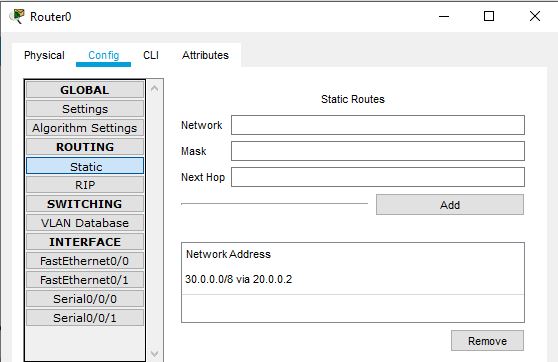 Router0
Physical Config CLI Attributes
GLOBAL
Settings
Algorithm Settings
ROUTING
Static
RIP
SWITCHING
VLAN Database
INTERFACE
FastEthernet0/0
FastEthernet0/1
Serial0/0/0
Serial0/0/1
Static Routes
Network
Mask
Next Hop
Add
Network Address
30.0.0.0/8 via 20.0.0.2
Remove